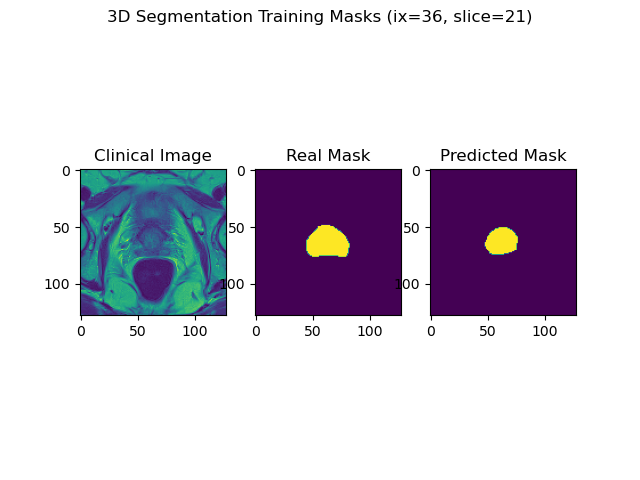 3D Segmentation Training Masks (ix=36, slice=21)
Clinical Image Real Mask Predicted Mask
0 0 0
50 50 50
100 100 100
0 50 100 0 50 100 0 50 100